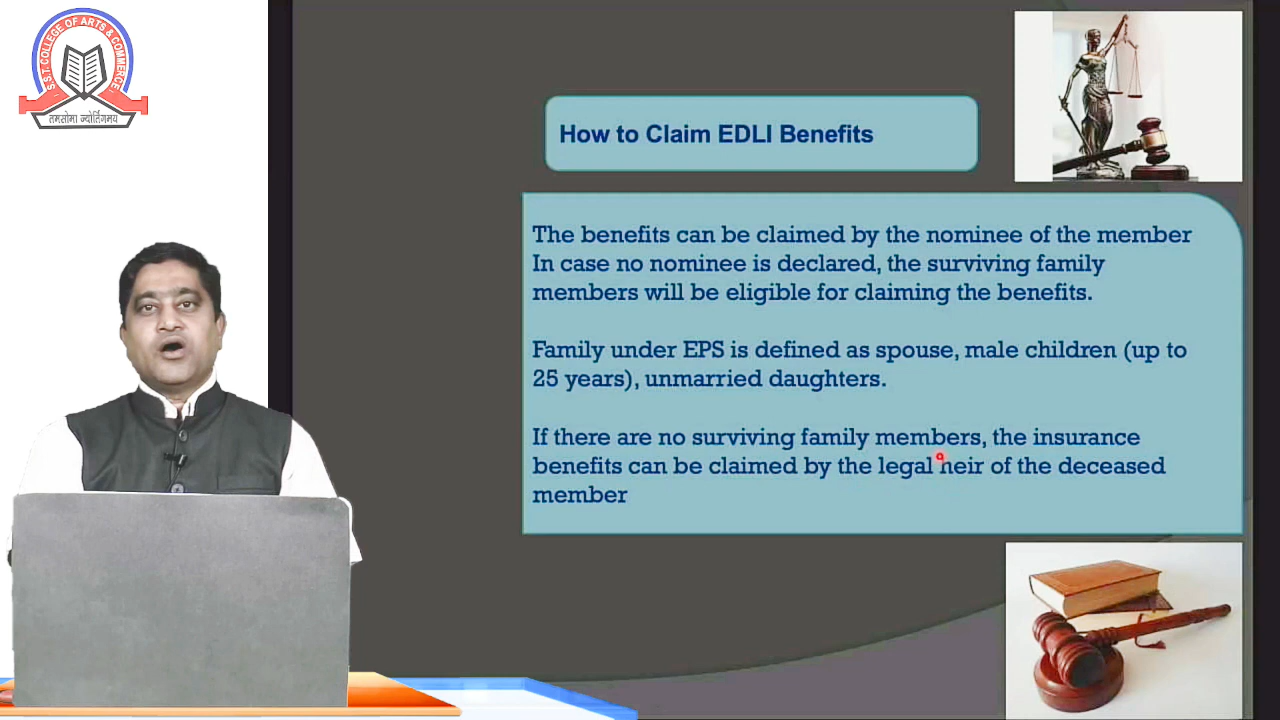 S.S.T. COLLEGE OF ARTS & COMMERCE
तमसोमा ज्योर्तिगमय
How to Claim EDLI Benefits
The benefits can be claimed by the nominee of the member
In case no nominee is declared, the surviving family
members will be eligible for claiming the benefits.
Family under EPS is defined as spouse, male children (up to
25 years), unmarried daughters.
If there are no surviving family members, the insurance
benefits can be claimed by the legal heir of the deceased
member